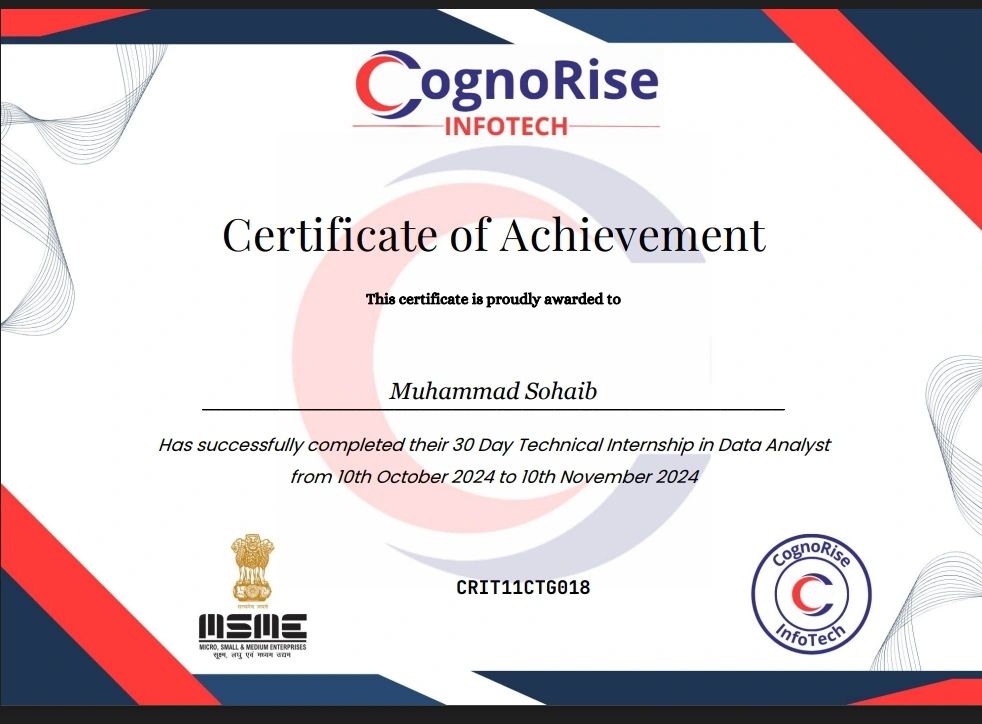 CognoRise
INFOTECH
Certificate of Achievement
This certificate is proudly awarded to
Muhammad Sohaib
Has successfully completed their 30 Day Technical Internship in Data Analyst
from 10th October 2024 to 10th November 2024
सत्यमेव जयते
MSME
MICRO, SMALL & MEDIUM ENTERPRISES
सूक्ष्म, लघु एवं मध्यम उद्यम
CRIT11CTG018
CognoRise
InfoTech